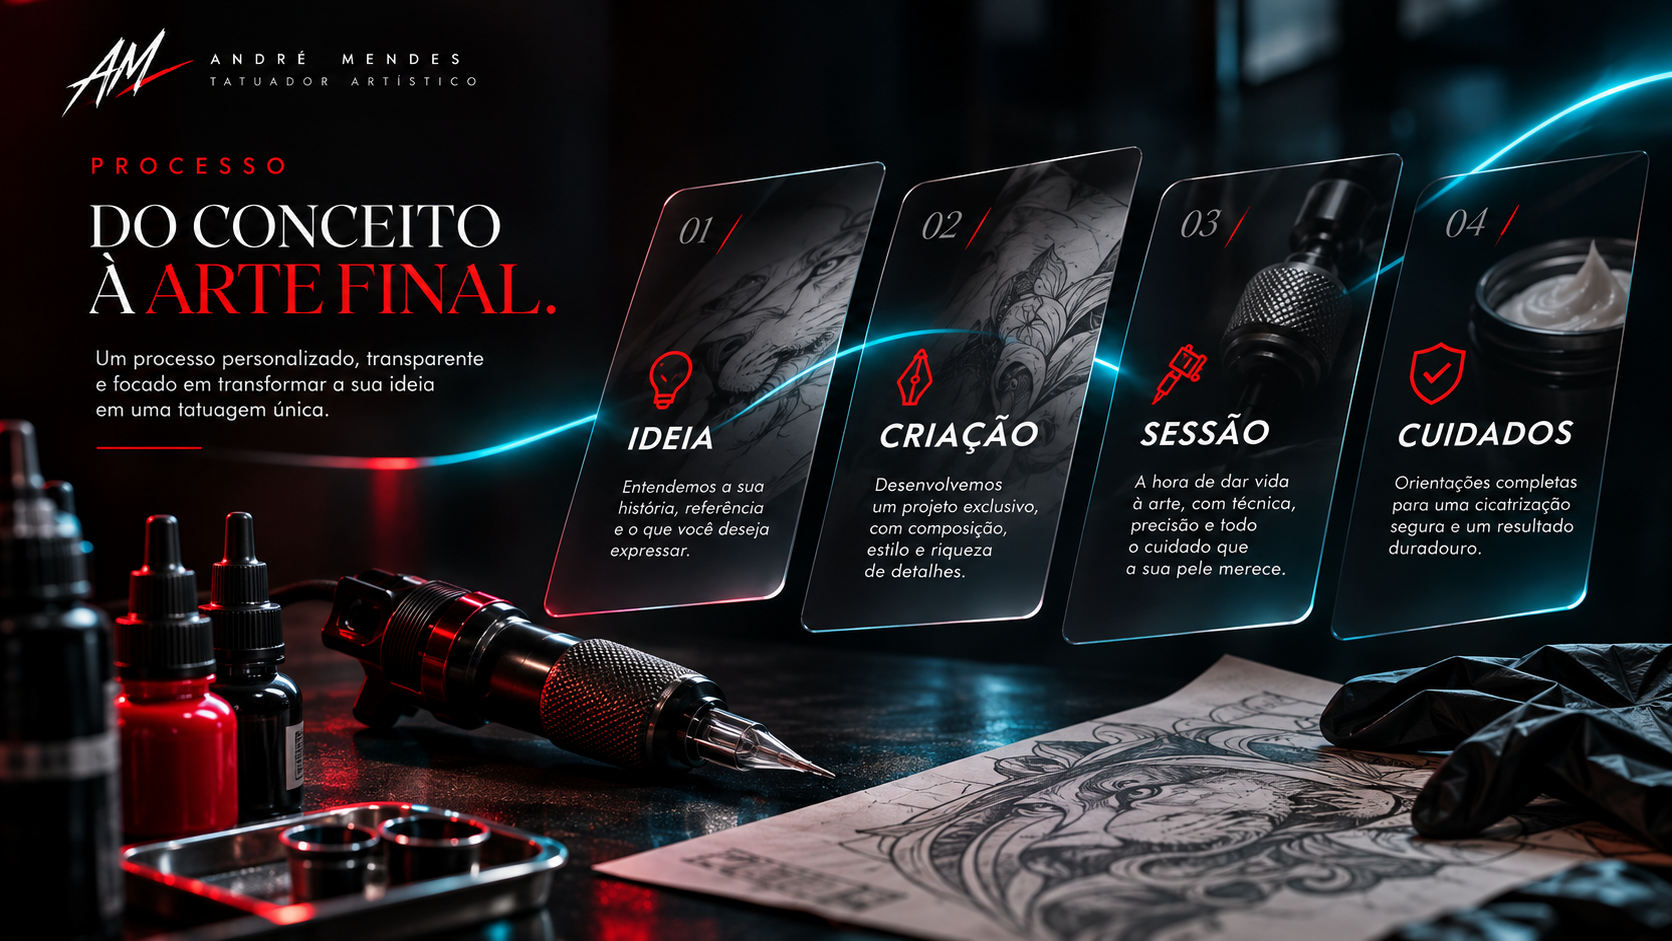 AM
ANDRÉ MENDES
TATUADOR ARTÍSTICO
PROCESSO
DO CONCEITO
À ARTE FINAL.
Um processo personalizado, transparente
e focado em transformar a sua ideia
em uma tatuagem única.
01 /
IDEIA
Entendemos a sua
história, referência
e o que você deseja
expressar.
02 /
CRIAÇÃO
Desenvolvemos
um projeto exclusivo,
com composição,
estilo e riqueza
de detalhes.
03 /
SESSÃO
A hora de dar vida
à arte, com técnica,
precisão e todo
o cuidado que
a sua pele merece.
04 /
CUIDADOS
Orientações completas
para uma cicatrização
segura e um resultado
duradouro.